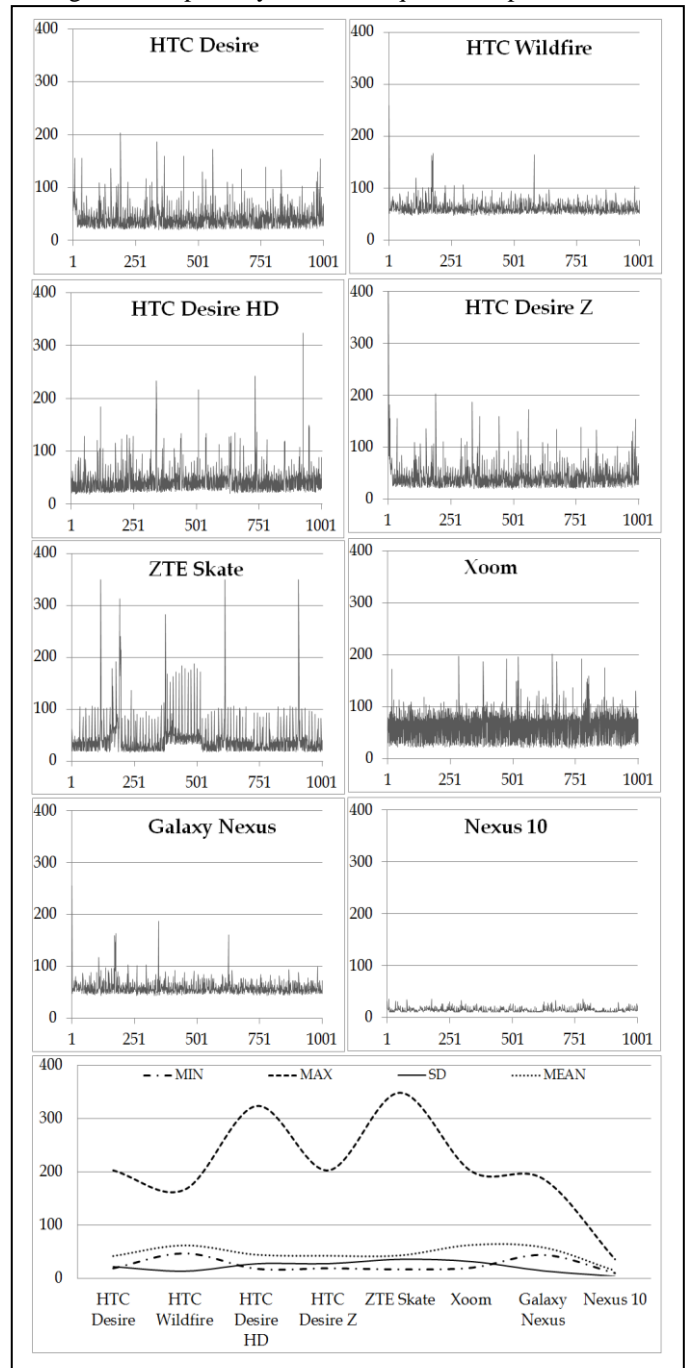 HTC Desire
400
300
200
100
0
1 251 501 751 1001
HTC Wildfire
400
300
200
100
0
1 251 501 751 1001
HTC Desire HD
400
300
200
100
0
1 251 501 751 1001
HTC Desire Z
400
300
200
100
0
1 251 501 751 1001
ZTE Skate
400
300
200
100
0
1 251 501 751 1001
Xoom
400
300
200
100
0
1 251 501 751 1001
Galaxy Nexus
400
300
200
100
0
1 251 501 751 1001
Nexus 10
400
300
200
100
0
1 251 501 751 1001
MIN MAX SD MEAN
400
300
200
100
0
HTC Desire
HTC Wildfire
HTC Desire HD
HTC Desire Z
ZTE Skate
Xoom
Galaxy Nexus
Nexus 10